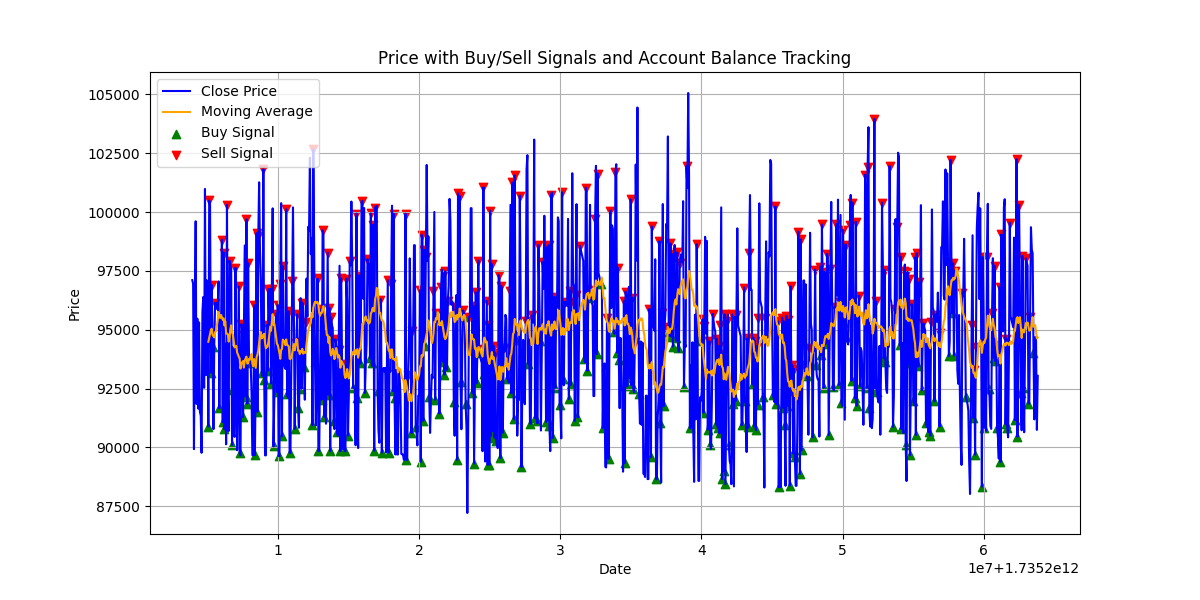 Price with Buy/Sell Signals and Account Balance Tracking
Close Price
Moving Average
Buy Signal
Sell Signal
105000
102500
100000
97500
95000
92500
90000
87500
Price
1 2 3 4 5 6
Date
1e7+1.7352e12